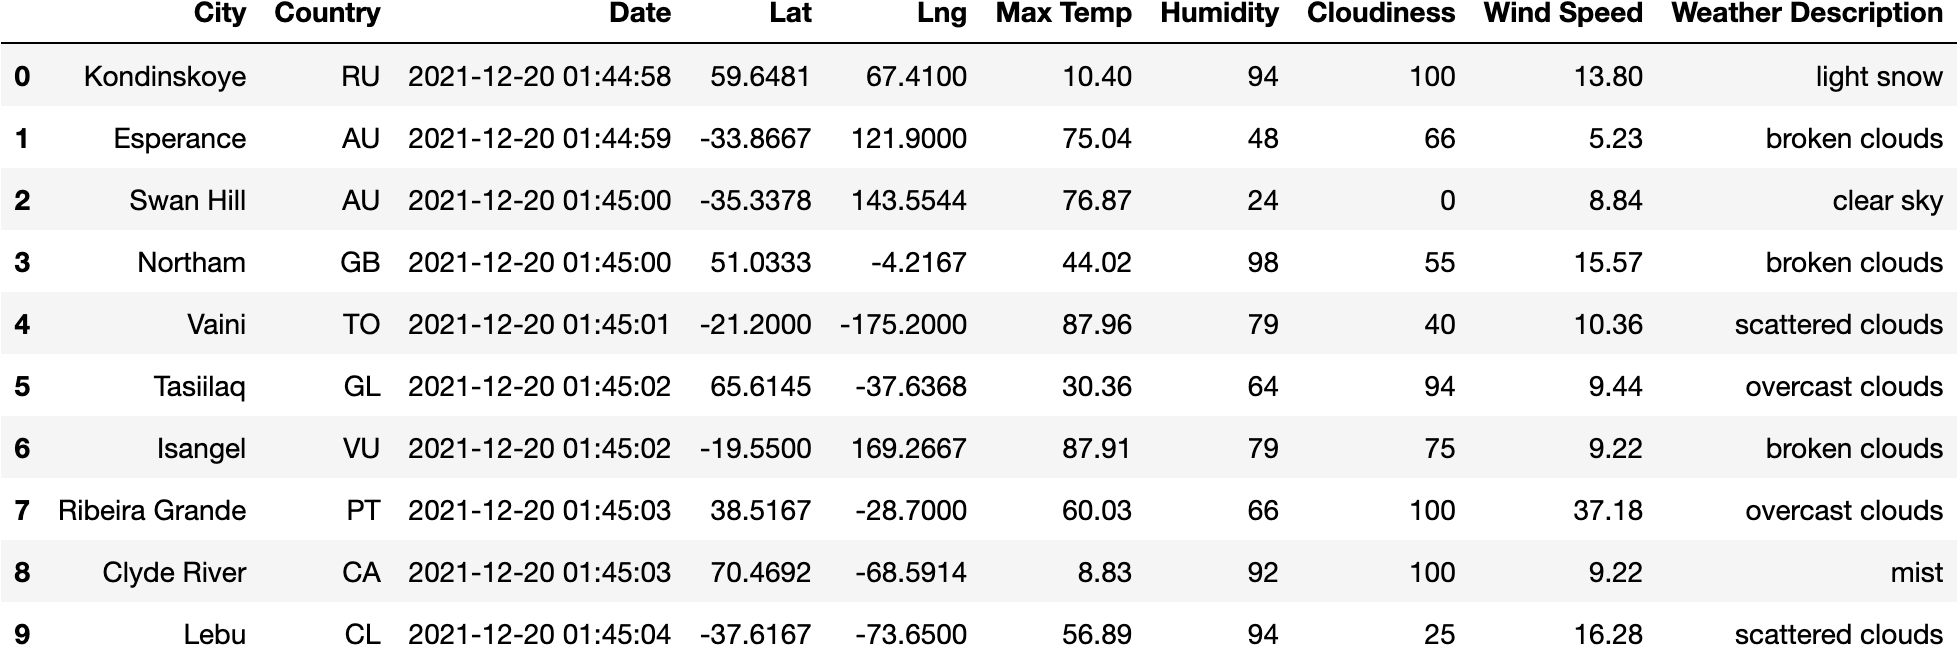 City Country Date Lat Lng Max Temp Humidity Cloudiness Wind Speed Weather Description
0 Kondinskoye RU 2021-12-20 01:44:58 59.6481 67.4100 10.40 94 100 13.80 light snow
1 Esperance AU 2021-12-20 01:44:59 -33.8667 121.9000 75.04 48 66 5.23 broken clouds
2 Swan Hill AU 2021-12-20 01:45:00 -35.3378 143.5544 76.87 24 0 8.84 clear sky
3 Northam GB 2021-12-20 01:45:00 51.0333 -4.2167 44.02 98 55 15.57 broken clouds
4 Vaini TO 2021-12-20 01:45:01 -21.2000 -175.2000 87.96 79 40 10.36 scattered clouds
5 Tasiilaq GL 2021-12-20 01:45:02 65.6145 -37.6368 30.36 64 94 9.44 overcast clouds
6 Isangel VU 2021-12-20 01:45:02 -19.5500 169.2667 87.91 79 75 9.22 broken clouds
7 Ribeira Grande PT 2021-12-20 01:45:03 38.5167 -28.7000 60.03 66 100 37.18 overcast clouds
8 Clyde River CA 2021-12-20 01:45:03 70.4692 -68.5914 8.83 92 100 9.22 mist
9 Lebu CL 2021-12-20 01:45:04 -37.6167 -73.6500 56.89 94 25 16.28 scattered clouds